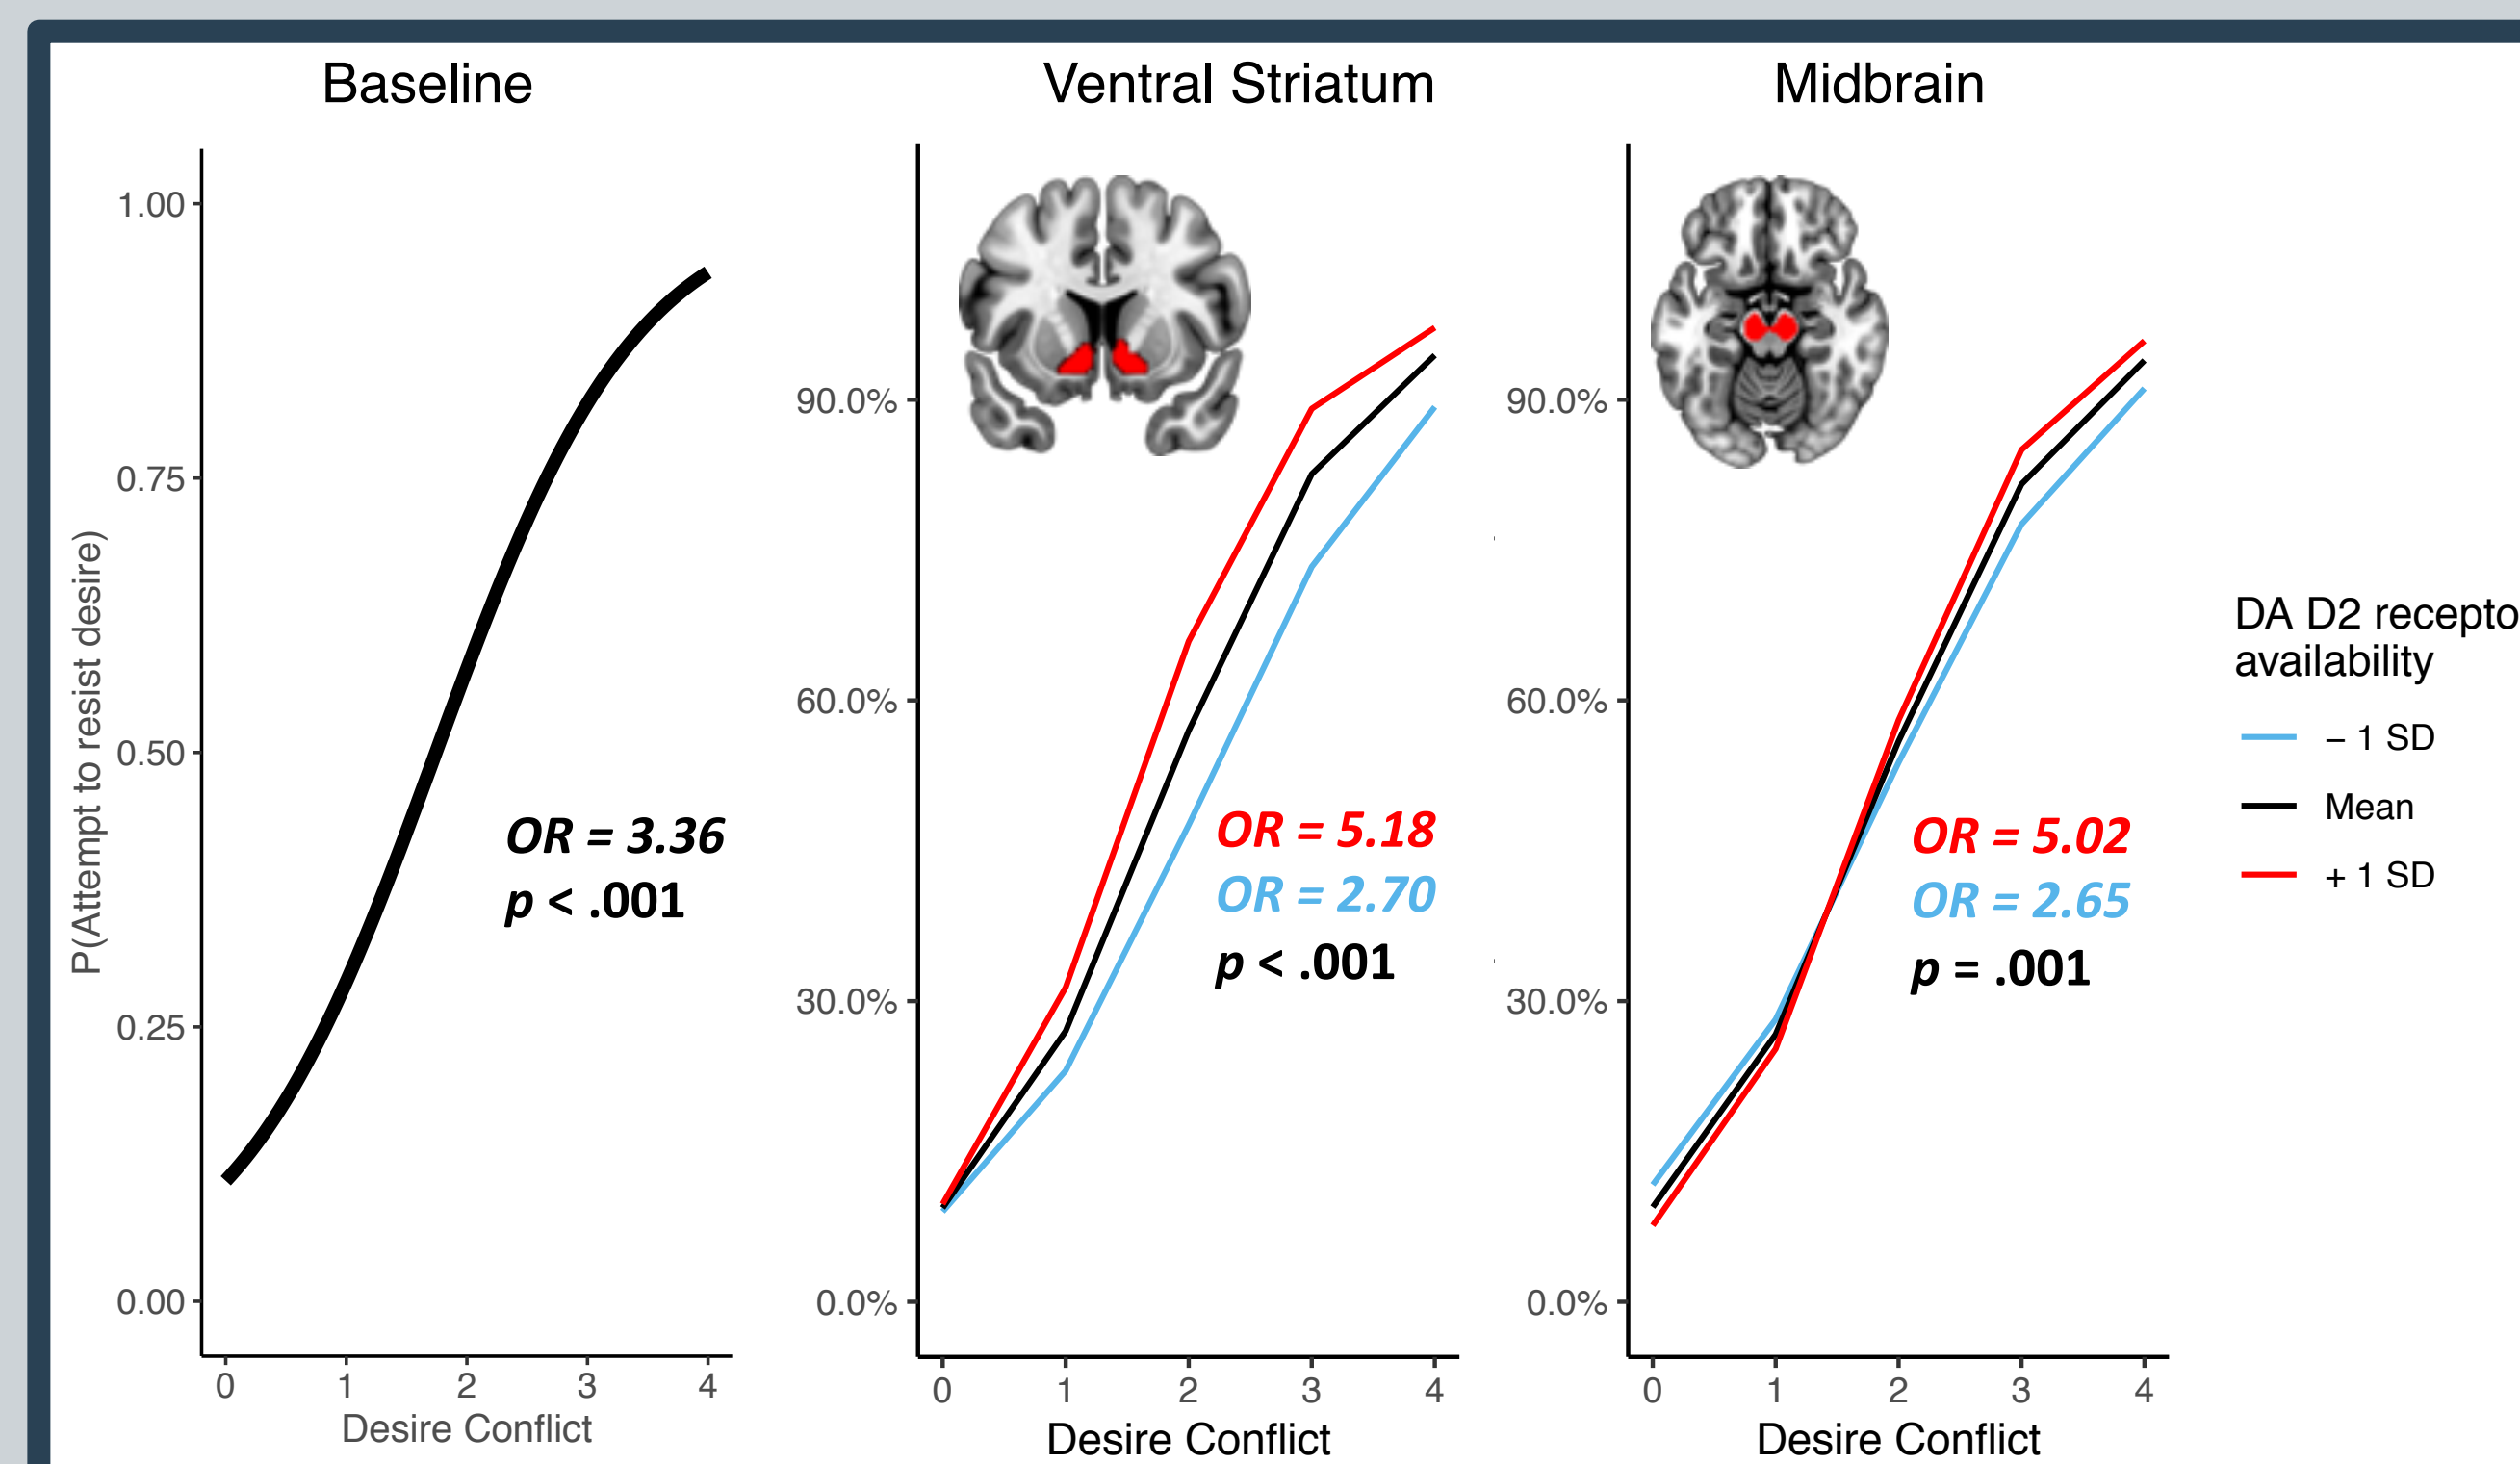 Baseline
Ventral Striatum
Midbrain
P(Attempt to resist desire)
1.00
0.75
0.50
0.25
0.00
0 1 2 3 4
Desire Conflict
OR = 3.36
p < .001
90.0%
60.0%
30.0%
0.0%
0 1 2 3 4
Desire Conflict
OR = 5.18
OR = 2.70
p < .001
90.0%
60.0%
30.0%
0.0%
0 1 2 3 4
Desire Conflict
OR = 5.02
OR = 2.65
p = .001
DA D2 recepto
availability
– 1 SD
Mean
+ 1 SD